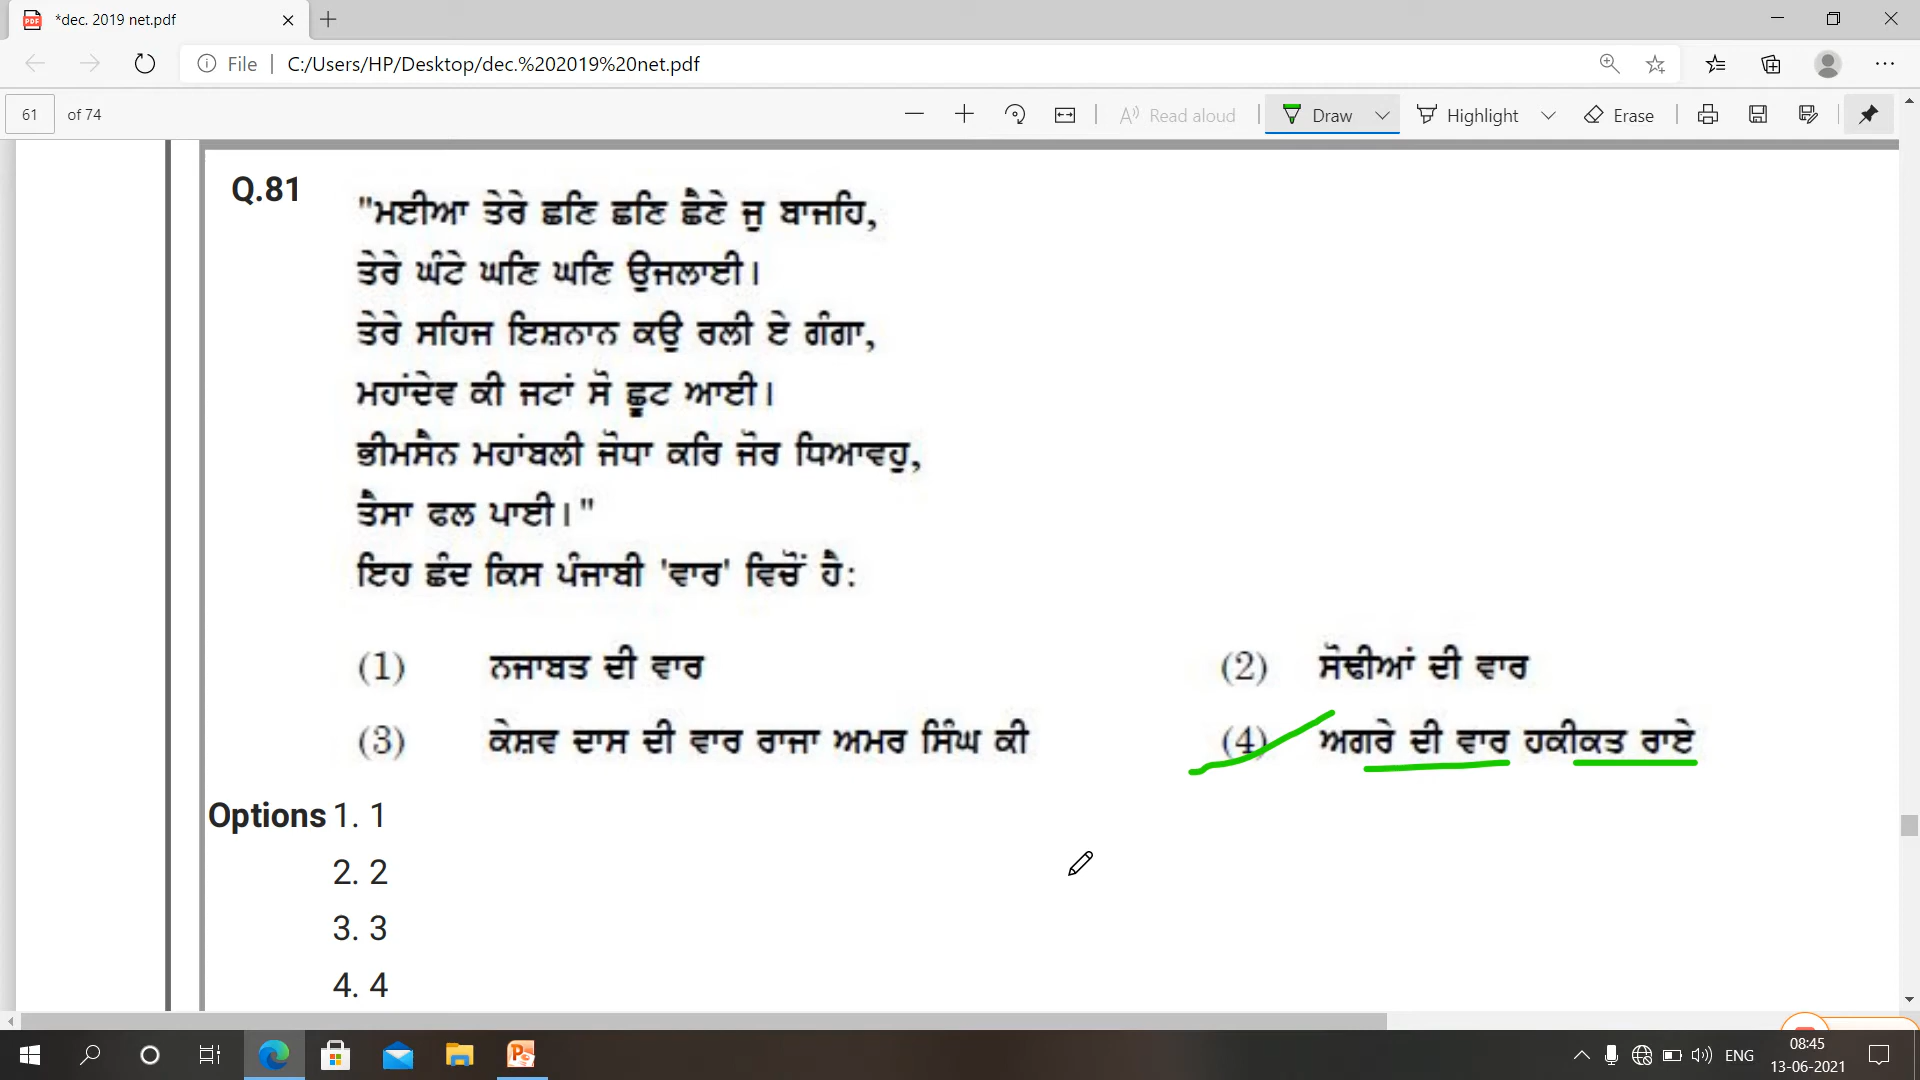 *dec. 2019 net.pdf
File | C:/Users/HP/Desktop/dec.%202019%20net.pdf
61 of 74 Read aloud Draw Highlight Erase
Q.81
"ਮਈਆ ਤੇਰੇ ਛਣਿ ਛਣਿ ਛੈਣੇ ਜੁ ਬਾਜਹਿ,
ਤੇਰੇ ਘੰਟੇ ਘਣਿ ਘਣਿ ਉਜਲਾਈ।
ਤੇਰੇ ਸਹਿਜ ਇਸ਼ਨਾਨ ਕਉ ਰਲੀ ਏ ਗੰਗਾ,
ਮਹਾਂਦੇਵ ਕੀ ਜਟਾਂ ਸੋ ਛੂਟ ਆਈ।
ਭੀਮਸੈਨ ਮਹਾਂਬਲੀ ਜੋਧਾ ਕਰਿ ਜੋਰ ਧਿਆਵਹੁ,
ਤੈਸਾ ਫਲ ਪਾਈ।"
ਇਹ ਛੰਦ ਕਿਸ ਪੰਜਾਬੀ 'ਵਾਰ' ਵਿਚੋਂ ਹੈ:
(1) ਨਜਾਬਤ ਦੀ ਵਾਰ (2) ਸੋਢੀਆਂ ਦੀ ਵਾਰ
(3) ਕੇਸ਼ਵ ਦਾਸ ਦੀ ਵਾਰ ਰਾਜਾ ਅਮਰ ਸਿੰਘ ਕੀ (4) ਅਗਰੇ ਦੀ ਵਾਰ ਹਕੀਕਤ ਰਾਏ
Options 1. 1
2. 2
3. 3
4. 4
ENG 08:45
13-06-2021